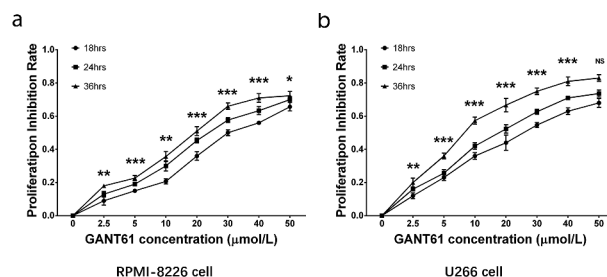 a
Proliferatipon Inhibition Rate
1.0
0.8
0.6
0.4
0.2
0.0
18hrs
24hrs
36hrs
** *** ** *** *** *** *
0 2.5 5 10 20 30 40 50
GANT61 concentration (μmol/L)
RPMI-8226 cell
b
Proliferatipon Inhibition Rate
1.0
0.8
0.6
0.4
0.2
0.0
18hrs
24hrs
36hrs
** *** *** *** *** *** NS
0 2.5 5 10 20 30 40 50
GANT61 concentration (μmol/L)
U266 cell